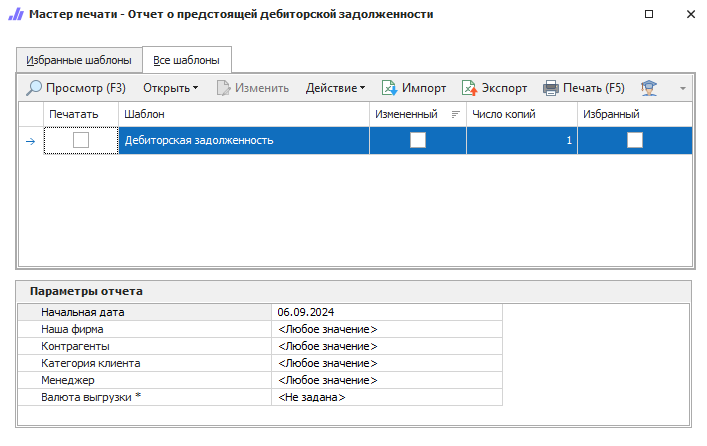 Мастер печати - Отчет о предстоящей дебиторской задолженности
Избранные шаблоны Все шаблоны
Просмотр (F3) Открыть Изменить Действие Импорт Экспорт Печать (F5)
Печатать Шаблон Измененный Число копий Избранный
Дебиторская задолженность 1
Параметры отчета
Начальная дата 06.09.2024
Наша фирма <Любое значение>
Контрагенты <Любое значение>
Категория клиента <Любое значение>
Менеджер <Любое значение>
Валюта выгрузки * <Не задана>